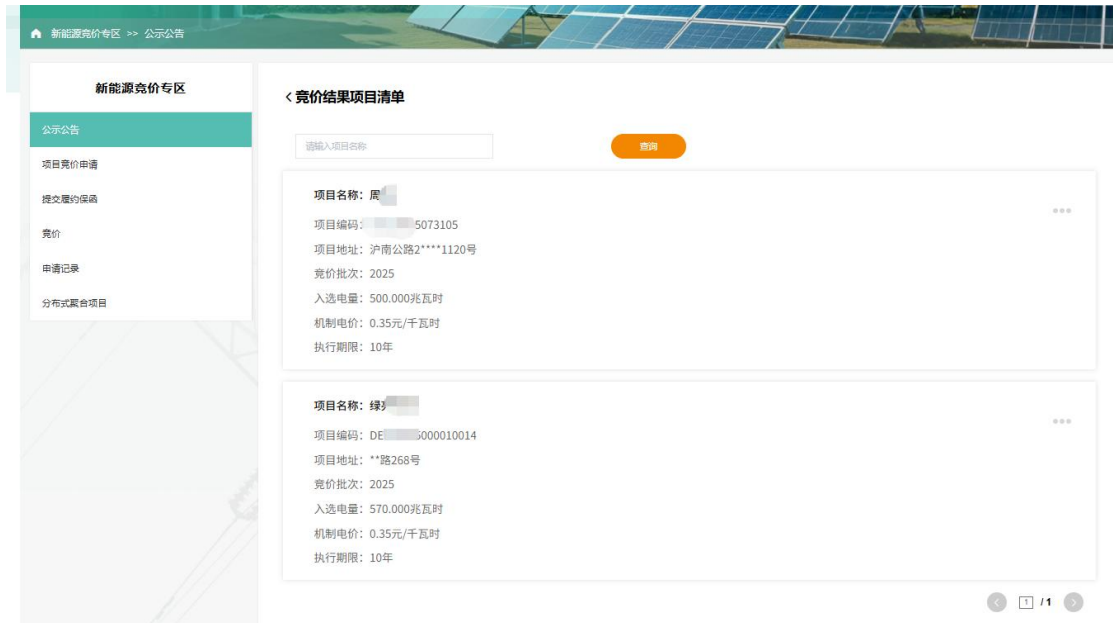 新能源竞价专区 >> 公示公告
新能源竞价专区
公示公告
项目竞价申请
提交履约保函
竞价
申请记录
分布式聚合项目
<竞价结果项目清单
请输入项目名称
查询
项目名称：周
项目编码： 5073105
项目地址：沪南公路2****1120号
竞价批次：2025
入选电量：500.000兆瓦时
机制电价：0.35元/千瓦时
执行期限：10年
项目名称：绿
项目编码：DE 5000010014
项目地址：**路268号
竞价批次：2025
入选电量：570.000兆瓦时
机制电价：0.35元/千瓦时
执行期限：10年
< 1 / 1 >